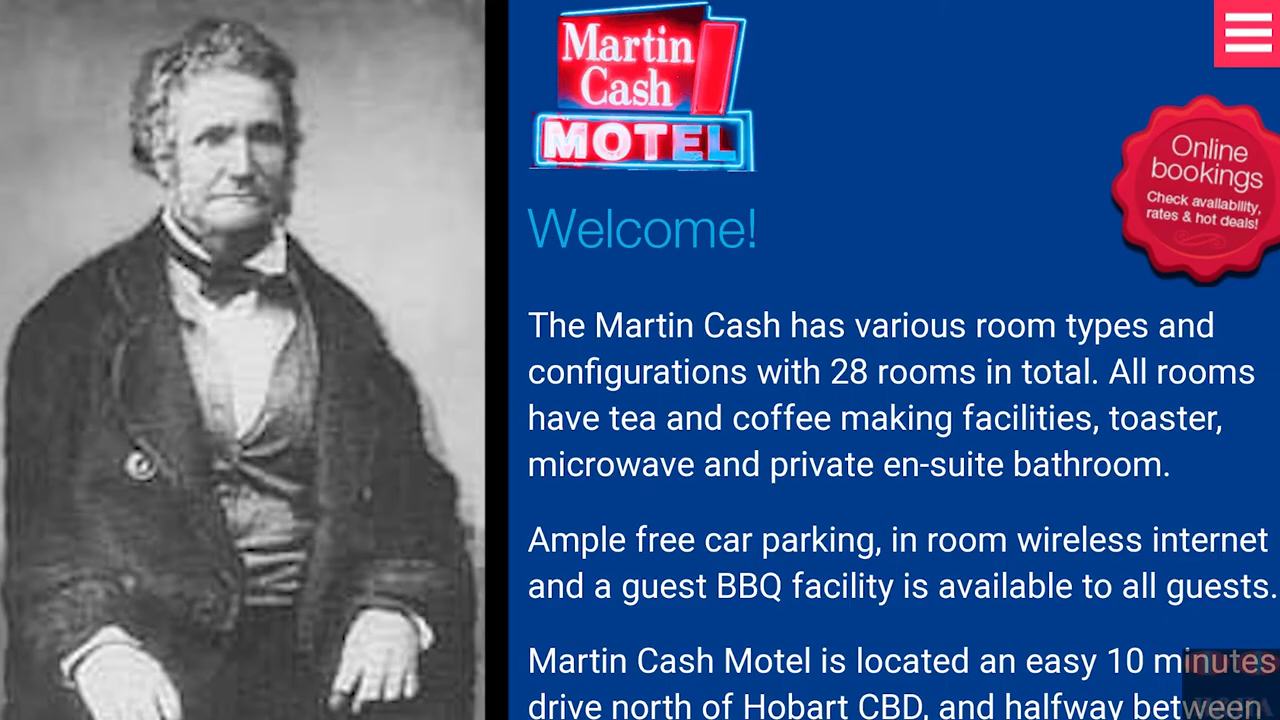 Martin
Cash
MOTEL
Online
bookings
Check availability,
rates & hot deals!
Welcome!
The Martin Cash has various room types and
configurations with 28 rooms in total. All rooms
have tea and coffee making facilities, toaster,
microwave and private en-suite bathroom.
Ample free car parking, in room wireless internet
and a guest BBQ facility is available to all guests.
Martin Cash Motel is located an easy 10 minutes
drive north of Hobart CBD, and halfway between